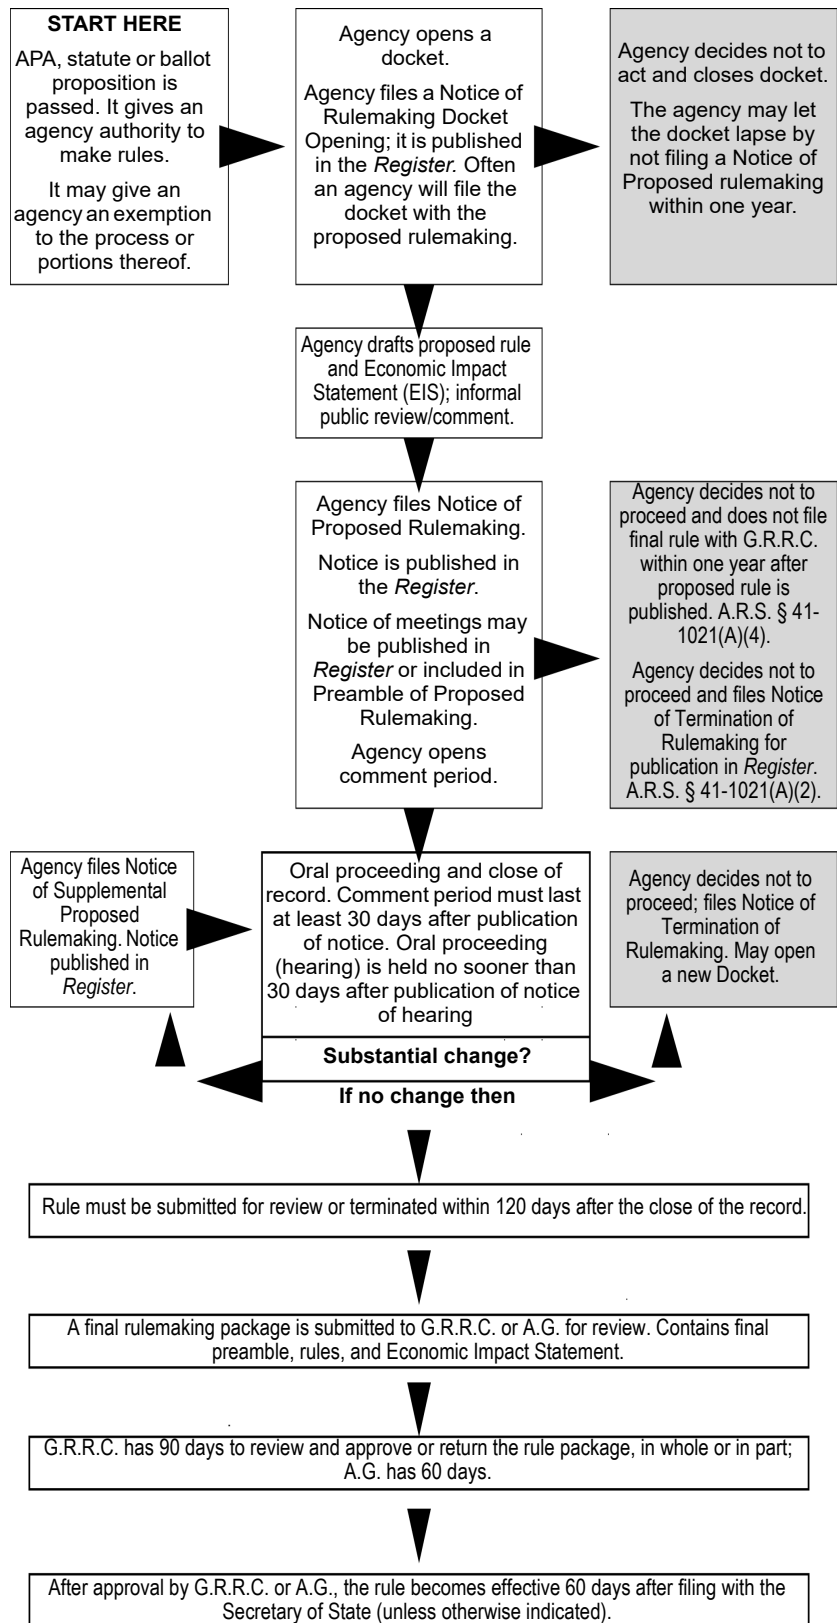 START HERE
APA, statute or ballot
proposition is
passed. It gives an
agency authority to
make rules.
It may give an
agency an exemption
to the process or
portions thereof.
Agency opens a
docket.
Agency files a Notice of
Rulemaking Docket
Opening; it is published
in the Register. Often
an agency will file the
docket with the
proposed rulemaking.
Agency decides not to
act and closes docket.
The agency may let
the docket lapse by
not filing a Notice of
Proposed rulemaking
within one year.
Agency drafts proposed rule
and Economic Impact
Statement (EIS); informal
public review/comment.
Agency files Notice of
Proposed Rulemaking.
Notice is published in
the Register.
Notice of meetings may
be published in
Register or included in
Preamble of Proposed
Rulemaking.
Agency opens
comment period.
Agency decides not to
proceed and does not file
final rule with G.R.R.C.
within one year after
proposed rule is
published. A.R.S. § 41-
1021(A)(4).
Agency decides not to
proceed and files Notice
of Termination of
Rulemaking for
publication in Register.
A.R.S. § 41-1021(A)(2).
Agency files Notice
of Supplemental
Proposed
Rulemaking. Notice
published in
Register.
Oral proceeding and close of
record. Comment period must last
at least 30 days after publication
of notice. Oral proceeding
(hearing) is held no sooner than
30 days after publication of notice
of hearing
Agency decides not to
proceed; files Notice of
Termination of
Rulemaking. May open
a new Docket.
Substantial change?
If no change then
Rule must be submitted for review or terminated within 120 days after the close of the record.
A final rulemaking package is submitted to G.R.R.C. or A.G. for review. Contains final
preamble, rules, and Economic Impact Statement.
G.R.R.C. has 90 days to review and approve or return the rule package, in whole or in part;
A.G. has 60 days.
After approval by G.R.R.C. or A.G., the rule becomes effective 60 days after filing with the
Secretary of State (unless otherwise indicated).